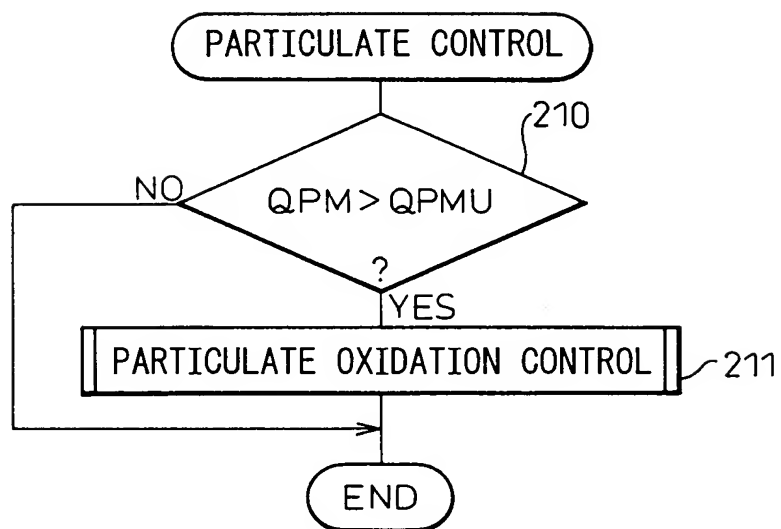 PARTICULATE CONTROL
210
NO
QPM > QPMU
?
YES
PARTICULATE OXIDATION CONTROL
211
END